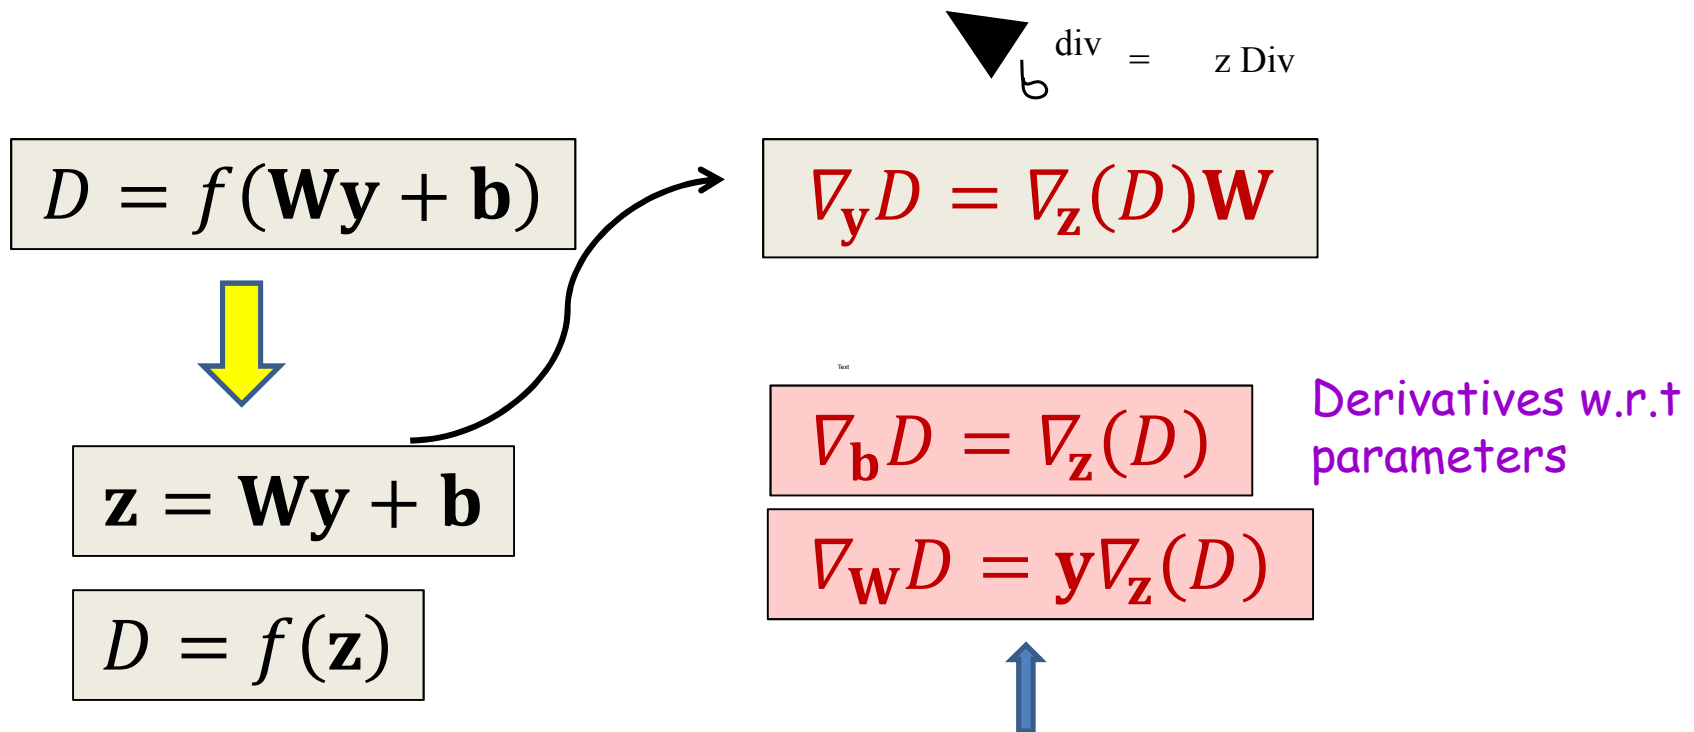 div = z Div
D = f(Wy + b)
∇yD = ∇z(D)W
Text
∇bD = ∇z(D)
Derivatives w.r.t
parameters
z = Wy + b
∇WD = y∇z(D)
D = f(z)